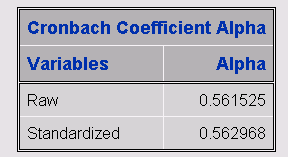 Cronbach Coefficient Alpha
Variables Alpha
Raw 0.561525
Standardized 0.562968